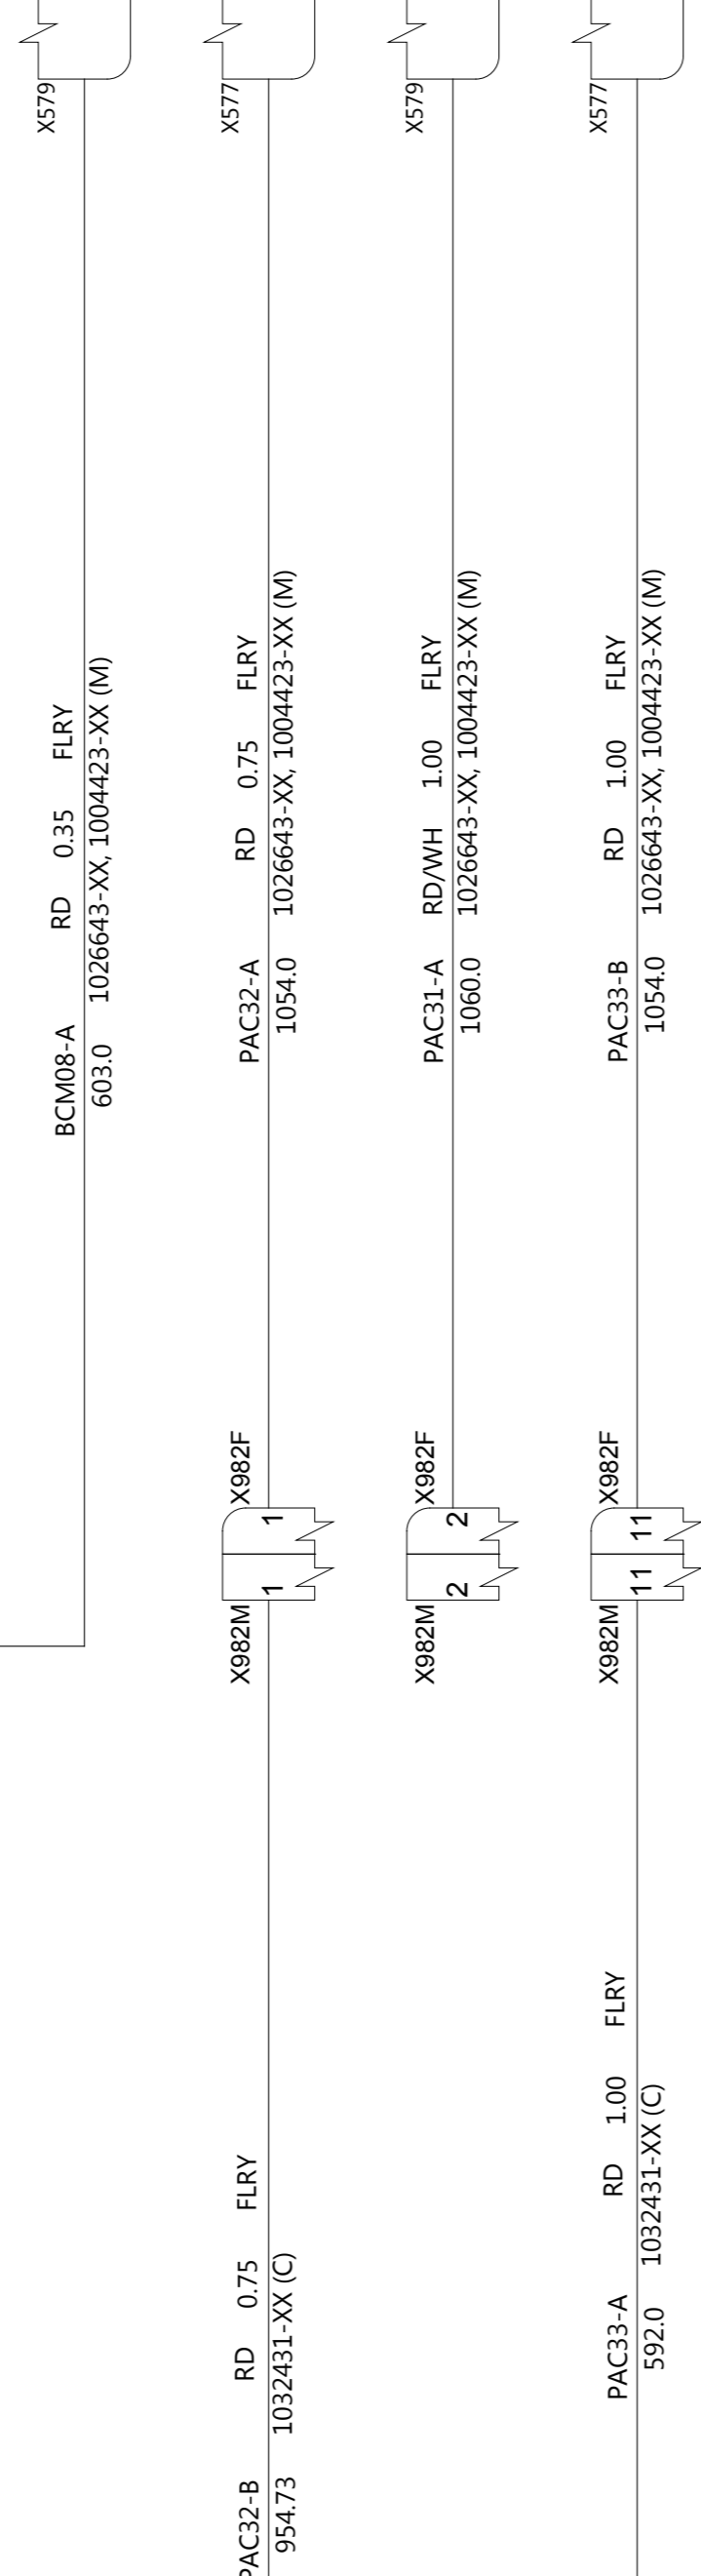 X579
BCM08-A RD 0.35 FLRY
603.0 1026643-XX, 1004423-XX (M)
X577
PAC32-A RD 0.75 FLRY
1054.0 1026643-XX, 1004423-XX (M)
X982F
1
1
X982M
PAC32-B RD 0.75 FLRY
954.73 1032431-XX (C)
X579
PAC31-A RD/WH 1.00 FLRY
1060.0 1026643-XX, 1004423-XX (M)
X982F
2
2
X982M
X577
PAC33-B RD 1.00 FLRY
1054.0 1026643-XX, 1004423-XX (M)
X982F
11
11
X982M
PAC33-A RD 1.00 FLRY
592.0 1032431-XX (C)